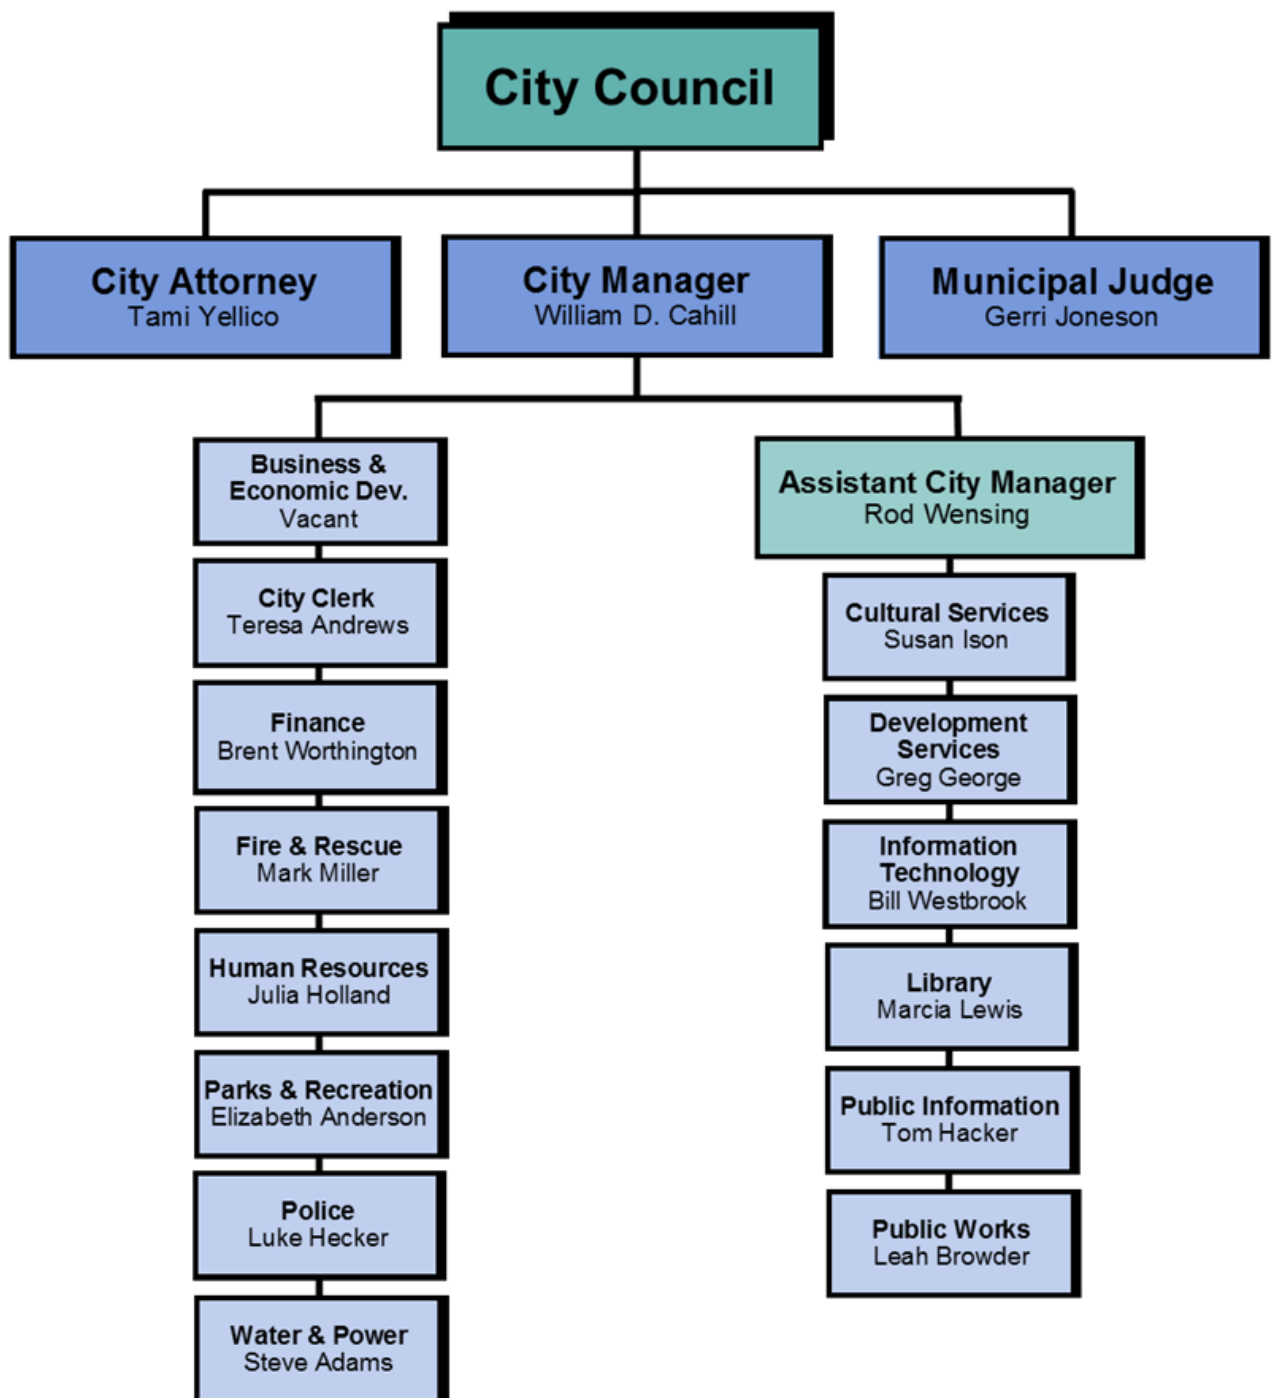 City Council
City Attorney
Tami Yellico
City Manager
William D. Cahill
Municipal Judge
Gerri Joneson
Business &
Economic Dev.
Vacant
City Clerk
Teresa Andrews
Finance
Brent Worthington
Fire & Rescue
Mark Miller
Human Resources
Julia Holland
Parks & Recreation
Elizabeth Anderson
Police
Luke Hecker
Water & Power
Steve Adams
Assistant City Manager
Rod Wensing
Cultural Services
Susan Ison
Development
Services
Greg George
Information
Technology
Bill Westbrook
Library
Marcia Lewis
Public Information
Tom Hacker
Public Works
Leah Browder